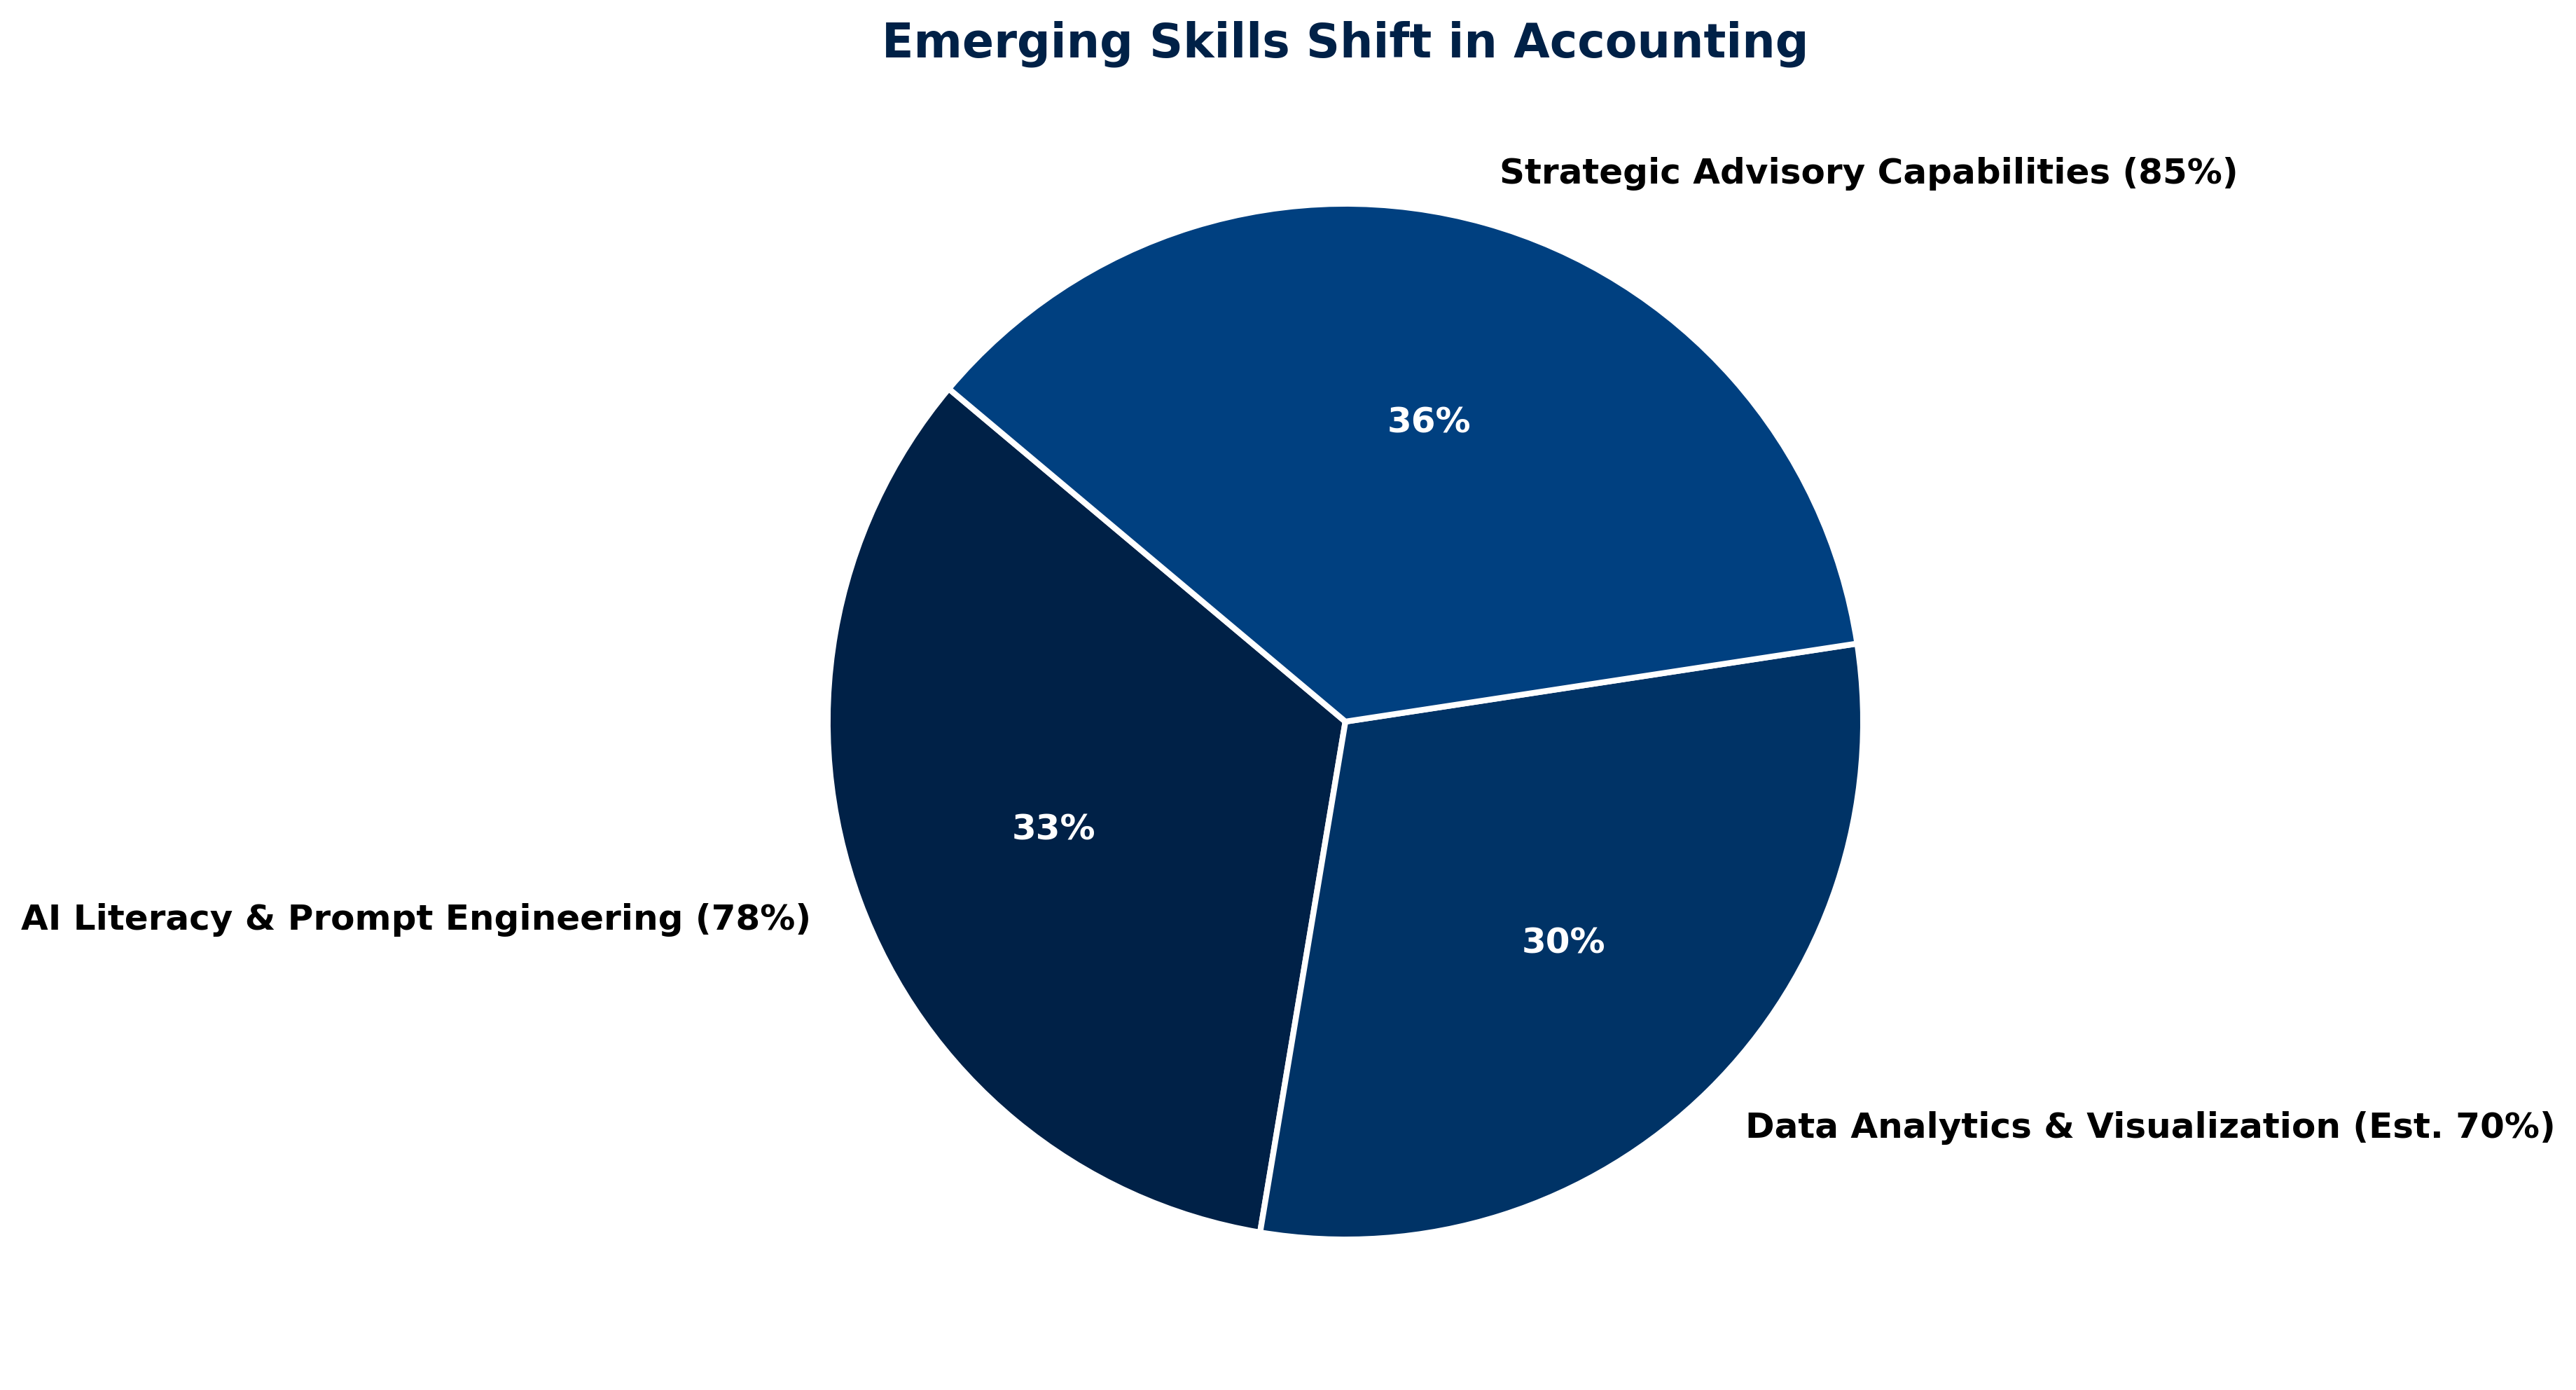 Emerging Skills Shift in Accounting
Strategic Advisory Capabilities (85%)
36%
33%
AI Literacy & Prompt Engineering (78%)
30%
Data Analytics & Visualization (Est. 70%)